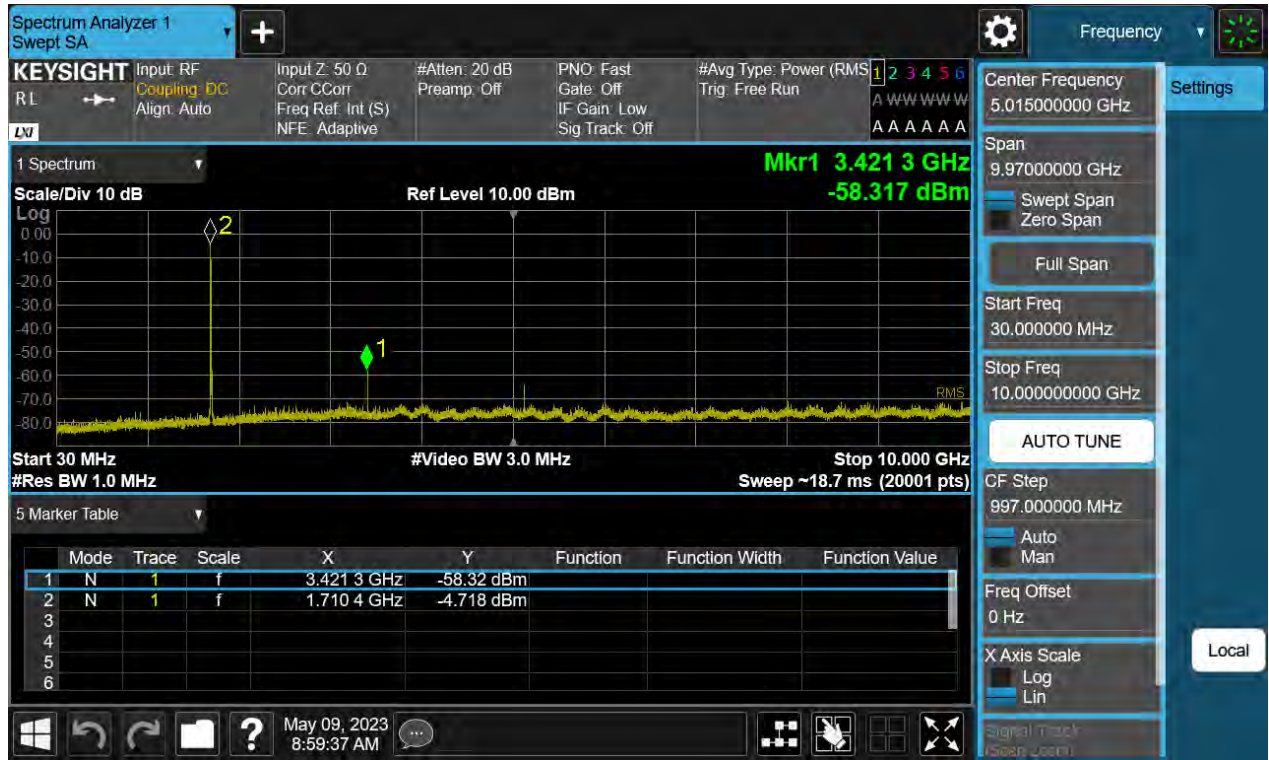 Spectrum Analyzer 1
Swept SA
Frequency
KEYSIGHT
RL
LXI
Input: RF
Coupling: DC
Align: Auto
Input Z: 50 Ω
Corr CCorr
Freq Ref: Int (S)
NFE: Adaptive
#Atten: 20 dB
Preamp: Off
PNO: Fast
Gate: Off
IF Gain: Low
Sig Track: Off
#Avg Type: Power (RMS
Trig: Free Run
1 2 3 4 5 6
A W W W W W
A A A A A A
1 Spectrum
Mkr1 3.421 3 GHz
Scale/Div 10 dB
Ref Level 10.00 dBm
-58.317 dBm
Log
0.00
-10.0
-20.0
-30.0
-40.0
-50.0
-60.0
-70.0
-80.0
2
1
RMS
Start 30 MHz
#Video BW 3.0 MHz
Stop 10.000 GHz
#Res BW 1.0 MHz
Sweep ~18.7 ms (20001 pts)
5 Marker Table
Mode Trace Scale X Y Function Function Width Function Value
1 N 1 f 3.421 3 GHz -58.32 dBm
2 N 1 f 1.710 4 GHz -4.718 dBm
3
4
5
6
May 09, 2023
8:59:37 AM
Center Frequency
5.015000000 GHz
Settings
Span
9.97000000 GHz
Swept Span
Zero Span
Full Span
Start Freq
30.000000 MHz
Stop Freq
10.000000000 GHz
AUTO TUNE
CF Step
997.000000 MHz
Auto
Man
Freq Offset
0 Hz
X Axis Scale
Log
Lin
Local
Signal Track
(Span Zoom)